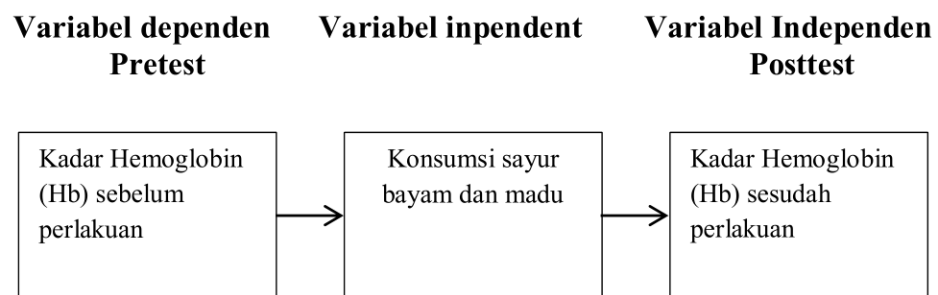 Variabel dependen
Pretest
Variabel inpendent
Variabel Independen
Posttest
Kadar Hemoglobin
(Hb) sebelum
perlakuan
Konsumsi sayur
bayam dan madu
Kadar Hemoglobin
(Hb) sesudah
perlakuan